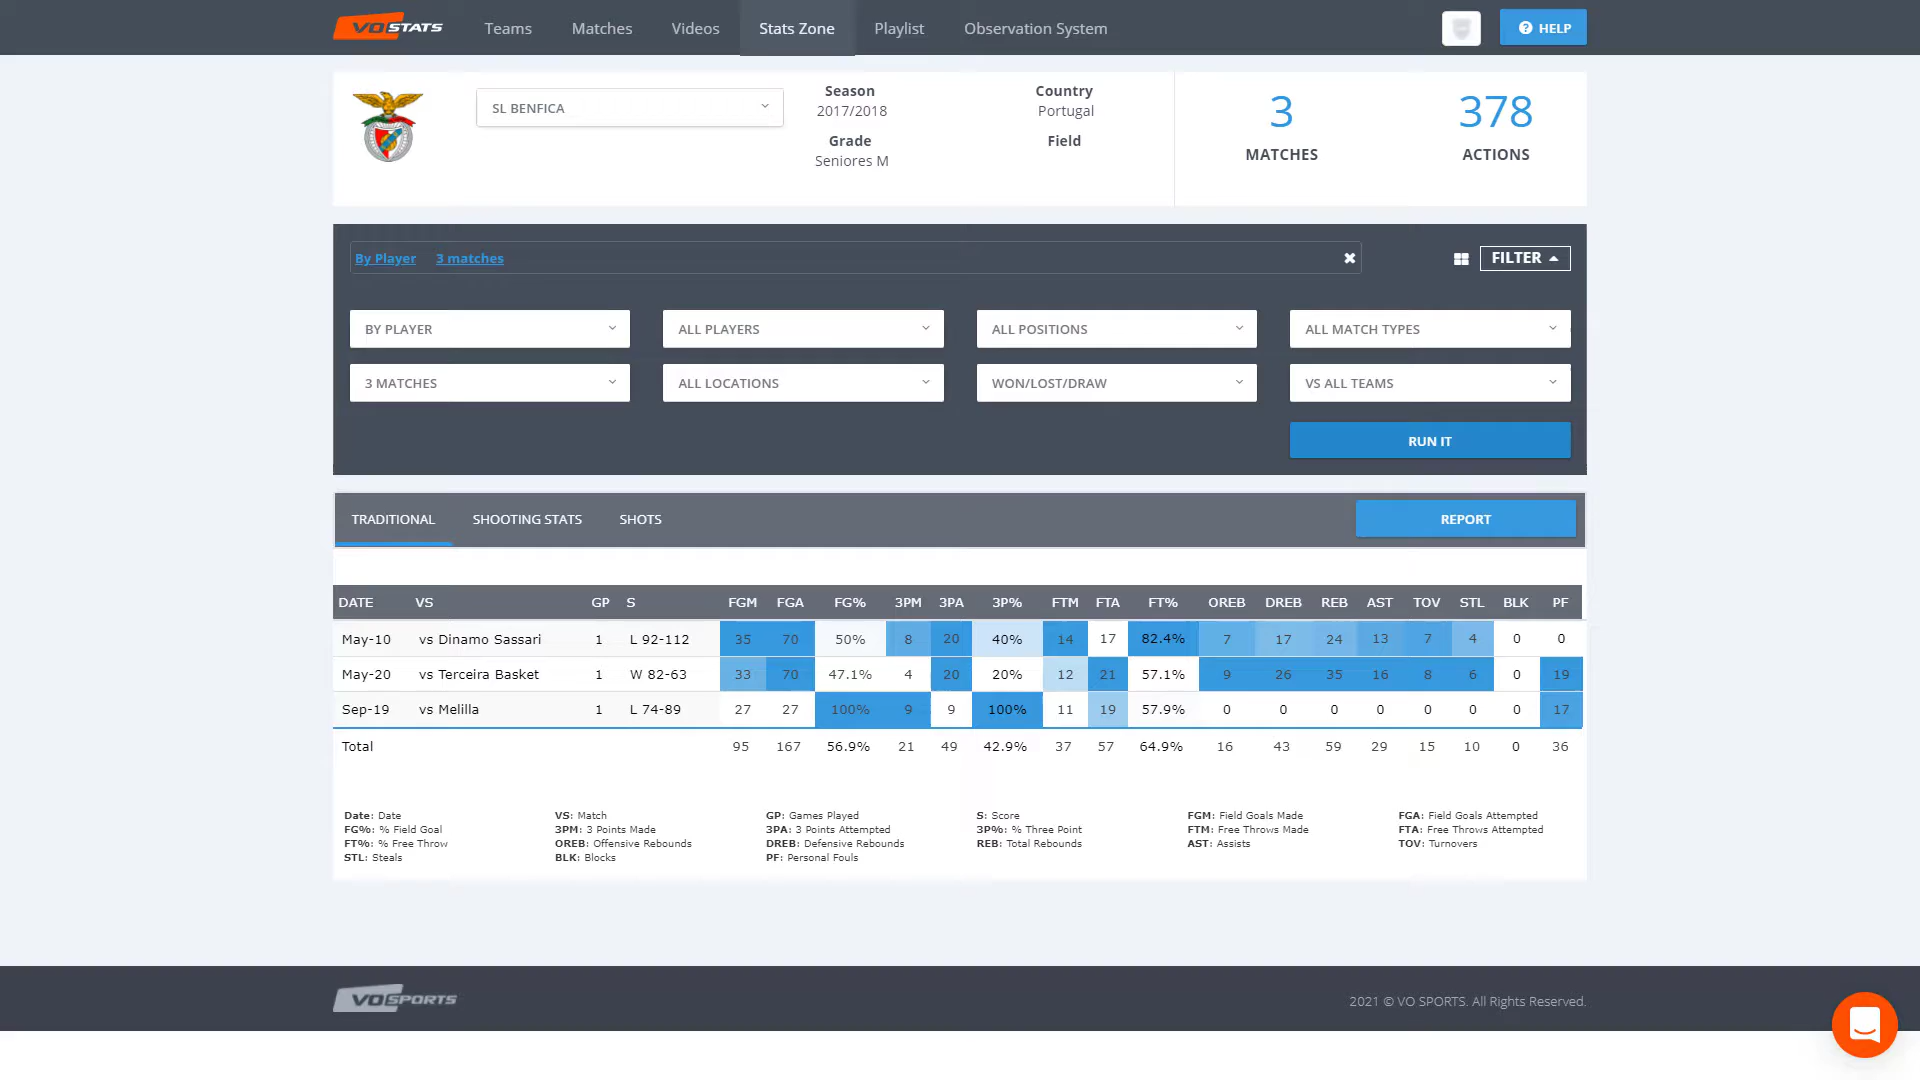 VOSTATS Teams Matches Videos Stats Zone Playlist Observation System HELP
SL BENFICA
Season
2017/2018
Grade
Seniores M
Country
Portugal
Field
3
MATCHES
378
ACTIONS
By Player 3 matches FILTER
BY PLAYER ALL PLAYERS ALL POSITIONS ALL MATCH TYPES
3 MATCHES ALL LOCATIONS WON/LOST/DRAW VS ALL TEAMS
RUN IT
TRADITIONAL SHOOTING STATS SHOTS REPORT
DATE VS GP S FGM FGA FG% 3PM 3PA 3P% FTM FTA FT% OREB DREB REB AST TOV STL BLK PF
May-10 vs Dinamo Sassari 1 L 92-112 35 70 50% 8 20 40% 14 17 82.4% 7 17 24 13 7 4 0 0
May-20 vs Terceira Basket 1 W 82-63 33 70 47.1% 4 20 20% 12 21 57.1% 9 26 35 16 8 6 0 19
Sep-19 vs Melilla 1 L 74-89 27 27 100% 9 9 100% 11 19 57.9% 0 0 0 0 0 0 0 17
Total 95 167 56.9% 21 49 42.9% 37 57 64.9% 16 43 59 29 15 10 0 36
Date: Date VS: Match GP: Games Played S: Score FGM: Field Goals Made FGA: Field Goals Attempted
FG%: % Field Goal 3PM: 3 Points Made 3PA: 3 Points Attempted 3P%: % Three Point FTM: Free Throws Made FTA: Free Throws Attempted
FT%: % Free Throw OREB: Offensive Rebounds DREB: Defensive Rebounds REB: Total Rebounds AST: Assists TOV: Turnovers
STL: Steals BLK: Blocks PF: Personal Fouls
VOSPORTS 2021 © VO SPORTS. All Rights Reserved.